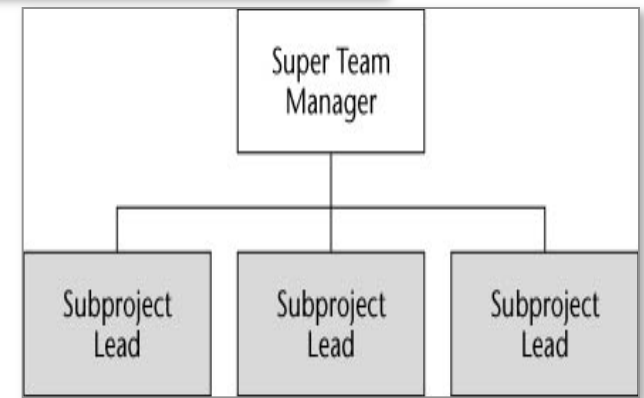 Super Team
Manager
Subproject
Lead
Subproject
Lead
Subproject
Lead